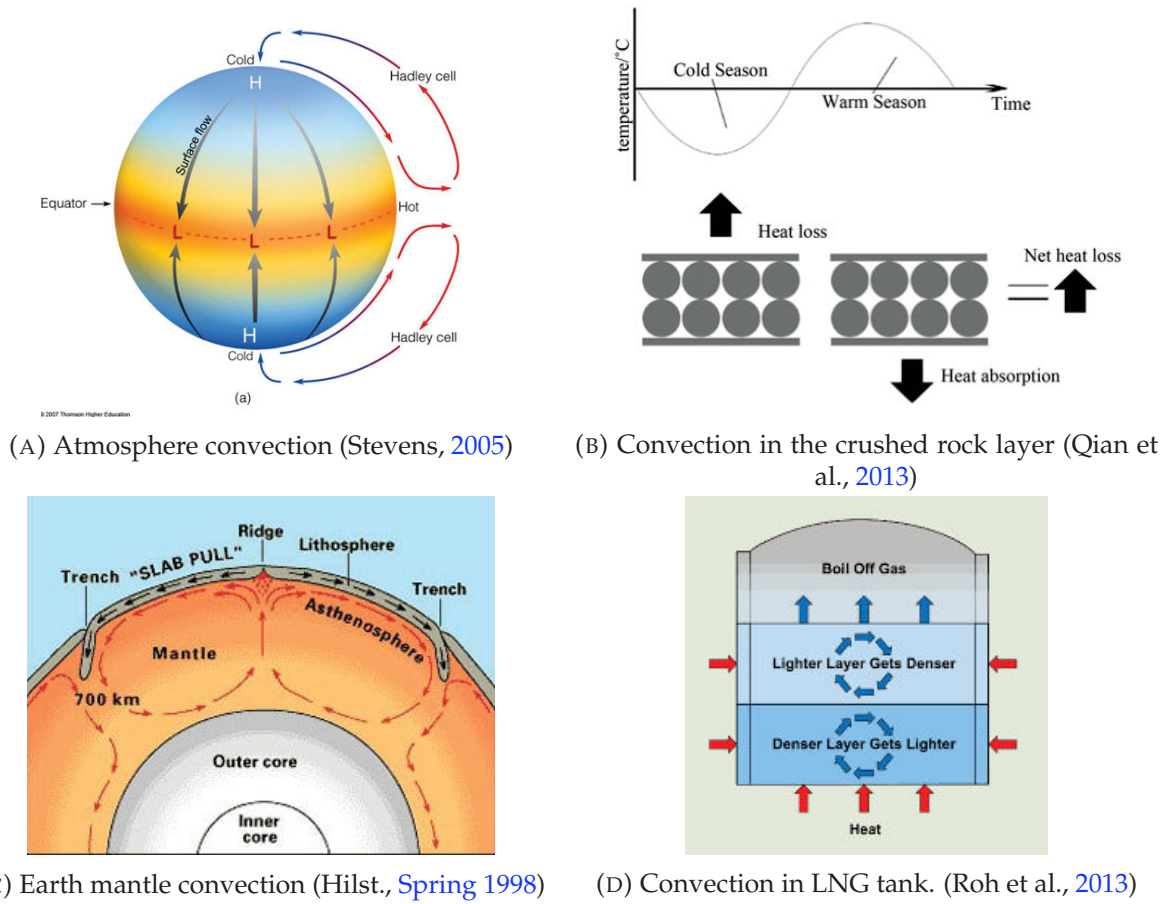 Cold
H
Hadley cell
Surface flow
Equator
Hot
L
L
L
H
Cold
Hadley cell
(a)
© 2007 Thomson Higher Education
temperature/°C
Cold Season
Warm Season
Time
Heat loss
Net heat loss
Heat absorption
(A) Atmosphere convection (Stevens, 2005)
(B) Convection in the crushed rock layer (Qian et
al., 2013)
Ridge
"SLAB PULL"
Lithosphere
Trench
Trench
Asthenosphere
Mantle
700 km
Outer core
Inner
core
Boil Off Gas
Lighter Layer Gets Denser
Denser Layer Gets Lighter
Heat
) Earth mantle convection (Hilst., Spring 1998)
(D) Convection in LNG tank. (Roh et al., 2013)